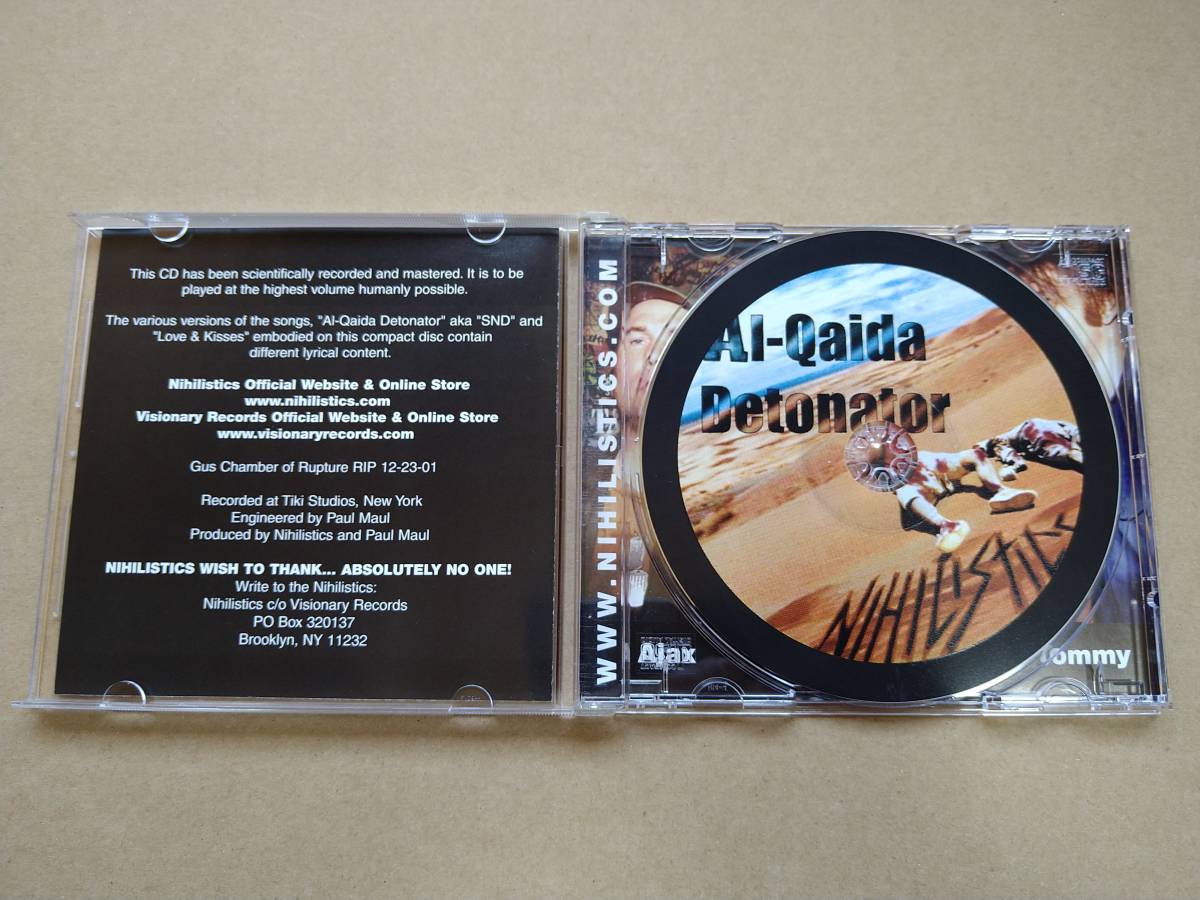 This CD has been scientifically recorded and mastered. It is to be
played at the highest volume humanly possible.
The various versions of the songs, "Al-Qaida Detonator" aka "SND" and
"Love & Kisses" embodied on this compact disc contain
different lyrical content.
Nihilistics Official Website & Online Store
www.nihilistics.com
Visionary Records Official Website & Online Store
www.visionaryrecords.com
Gus Chamber of Rupture RIP 12-23-01
Recorded at Tiki Studios, New York
Engineered by Paul Maul
Produced by Nihilistics and Paul Maul
NIHILISTICS WISH TO THANK... ABSOLUTELY NO ONE!
Write to the Nihilistics:
Nihilistics c/o Visionary Records
PO Box 320137
Brooklyn, NY 11232
WWW.NIHILISTICS.COM
Al-Qaida
Detonator
NIHILISTICS
Ajax
Tommy